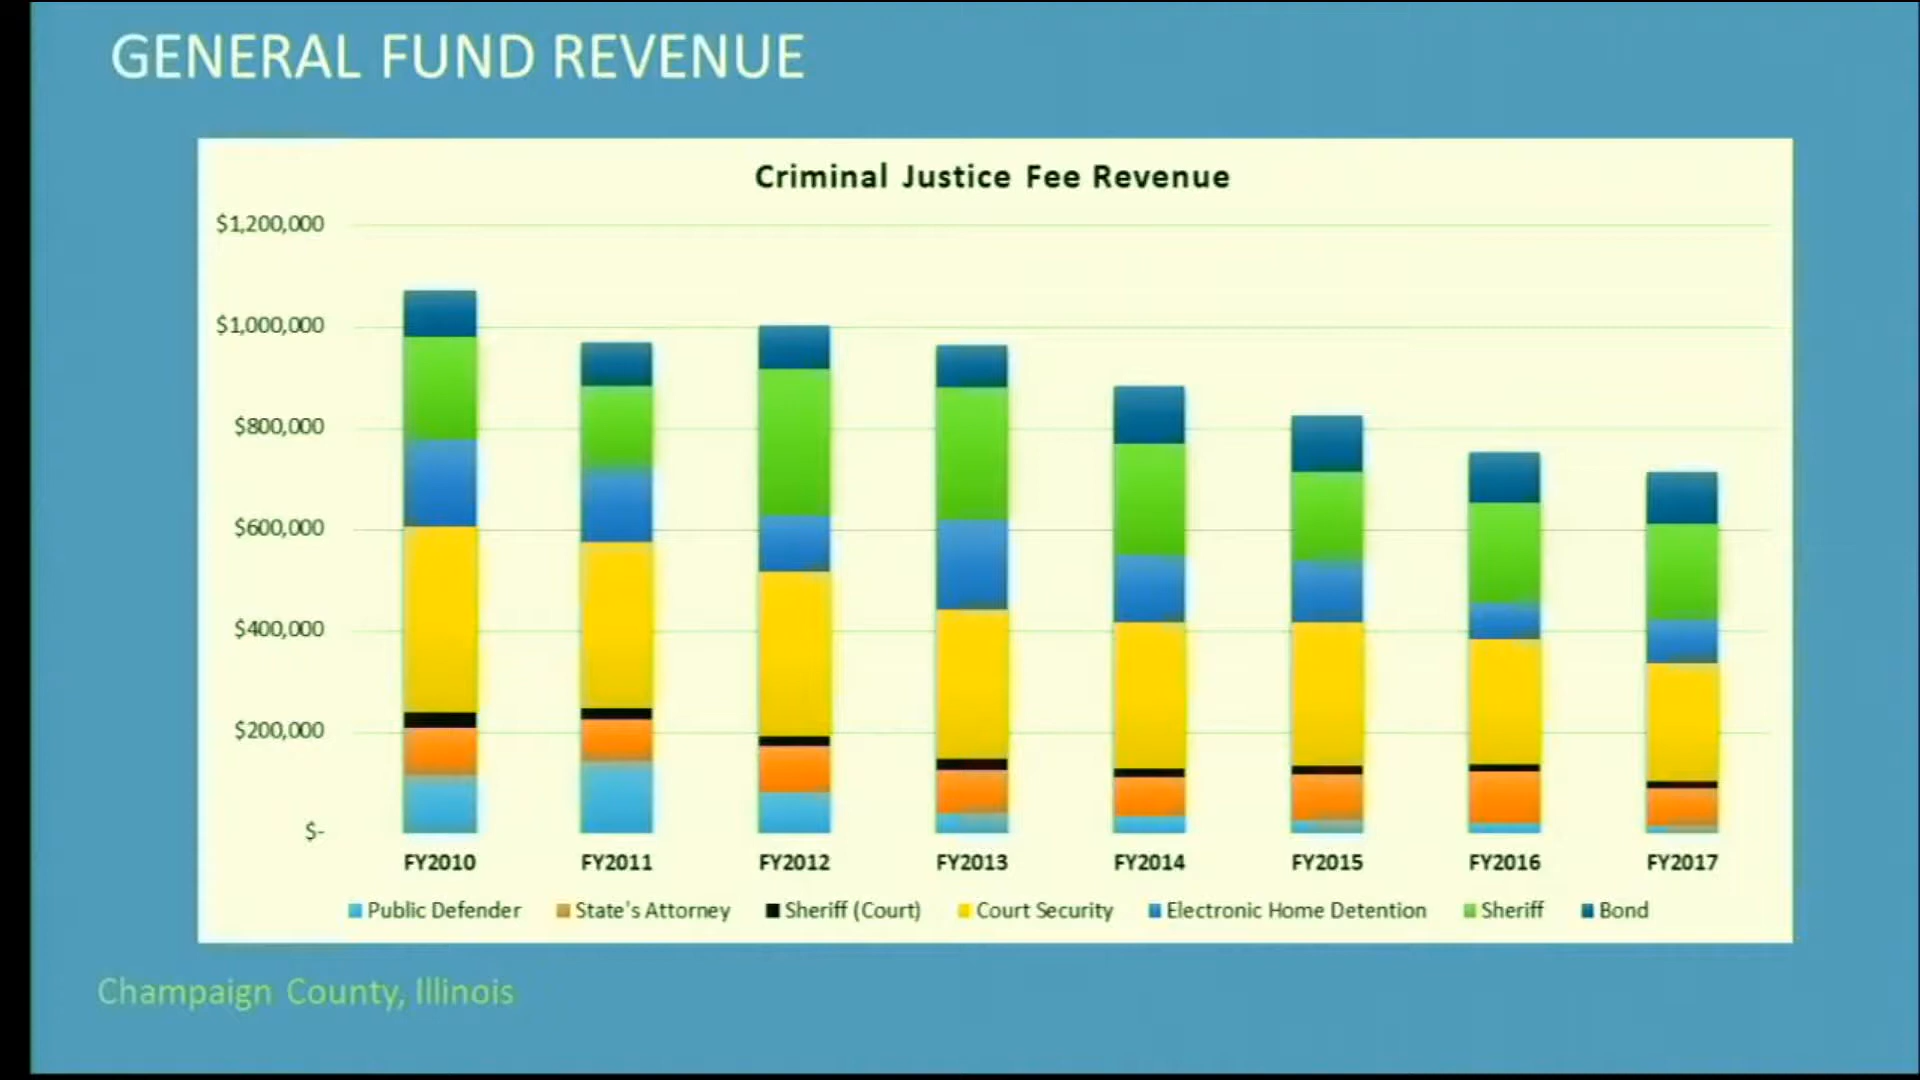 GENERAL FUND REVENUE
Criminal Justice Fee Revenue
$1,200,000
$1,000,000
$800,000
$600,000
$400,000
$200,000
$-
FY2010 FY2011 FY2012 FY2013 FY2014 FY2015 FY2016 FY2017
Public Defender State's Attorney Sheriff (Court) Court Security Electronic Home Detention Sheriff Bond
Champaign County, Illinois